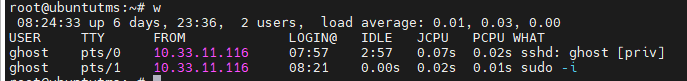 root@ubuntutms:~# w
 08:24:33 up 6 days, 23:36,  2 users,  load average: 0.01, 0.03, 0.00
USER     TTY      FROM             LOGIN@   IDLE   JCPU   PCPU WHAT
ghost    pts/0    10.33.11.116     07:57    2:57   0.07s  0.02s sshd: ghost [priv]
ghost    pts/1    10.33.11.116     08:21    0.00s  0.02s  0.01s sudo -i